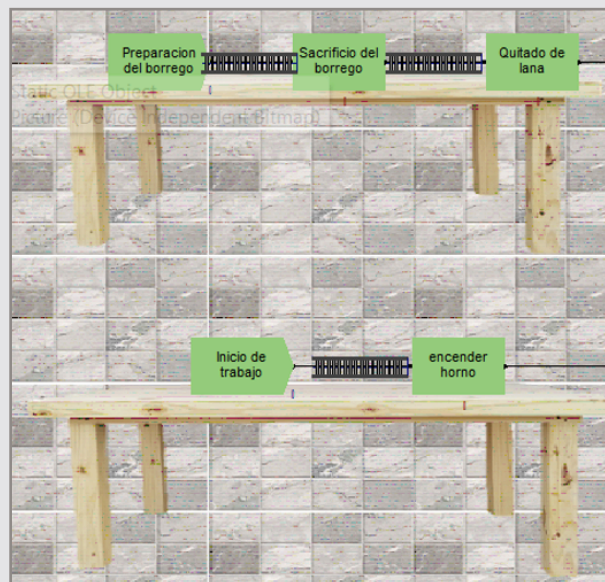 Preparacion
del borrego
Sacrificio del
borrego
Quitado de
lana
Static OLE Object
Picture (Device Independent Bitmap)
Inicio de
trabajo
encender
horno